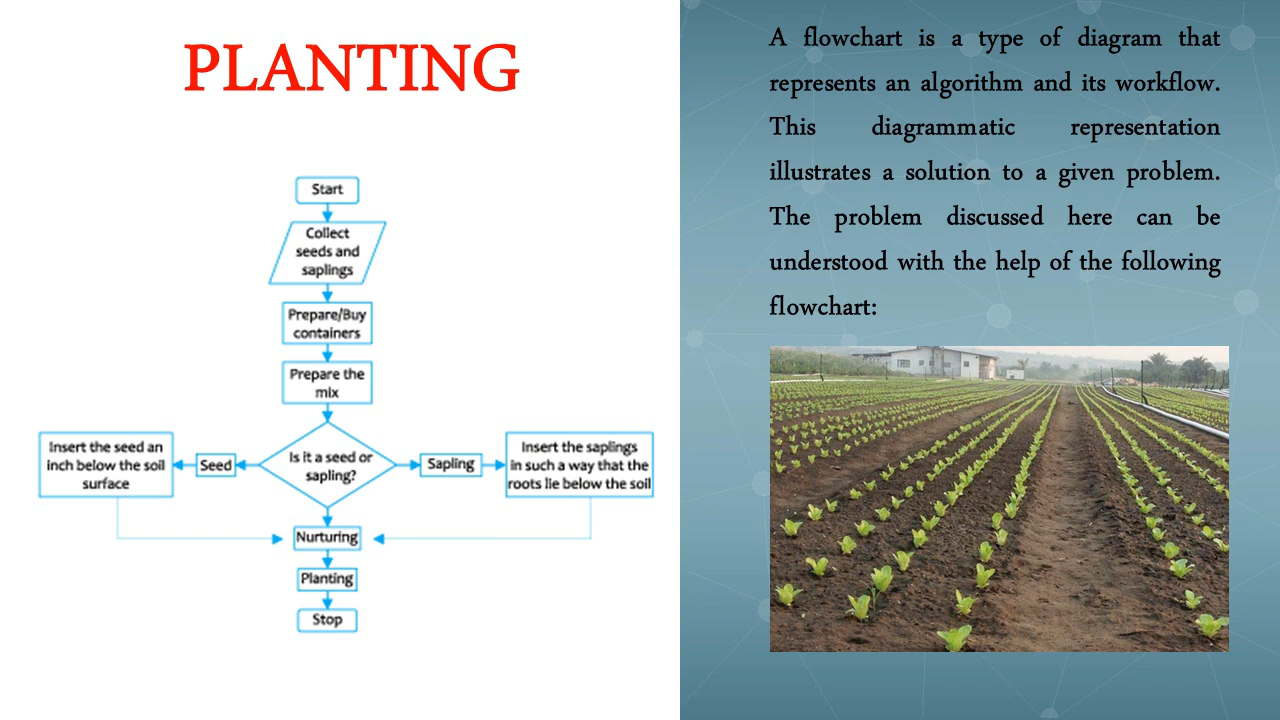 PLANTING
Start
Collect
seeds and
saplings
Prepare/Buy
containers
Prepare the
mix
Insert the seed an
inch below the soil
surface
Seed
Is it a seed or
sapling?
Sapling
Insert the saplings
in such a way that the
roots lie below the soil
Nurturing
Planting
Stop
A flowchart is a type of diagram that
represents an algorithm and its workflow.
This diagrammatic representation
illustrates a solution to a given problem.
The problem discussed here can be
understood with the help of the following
flowchart: